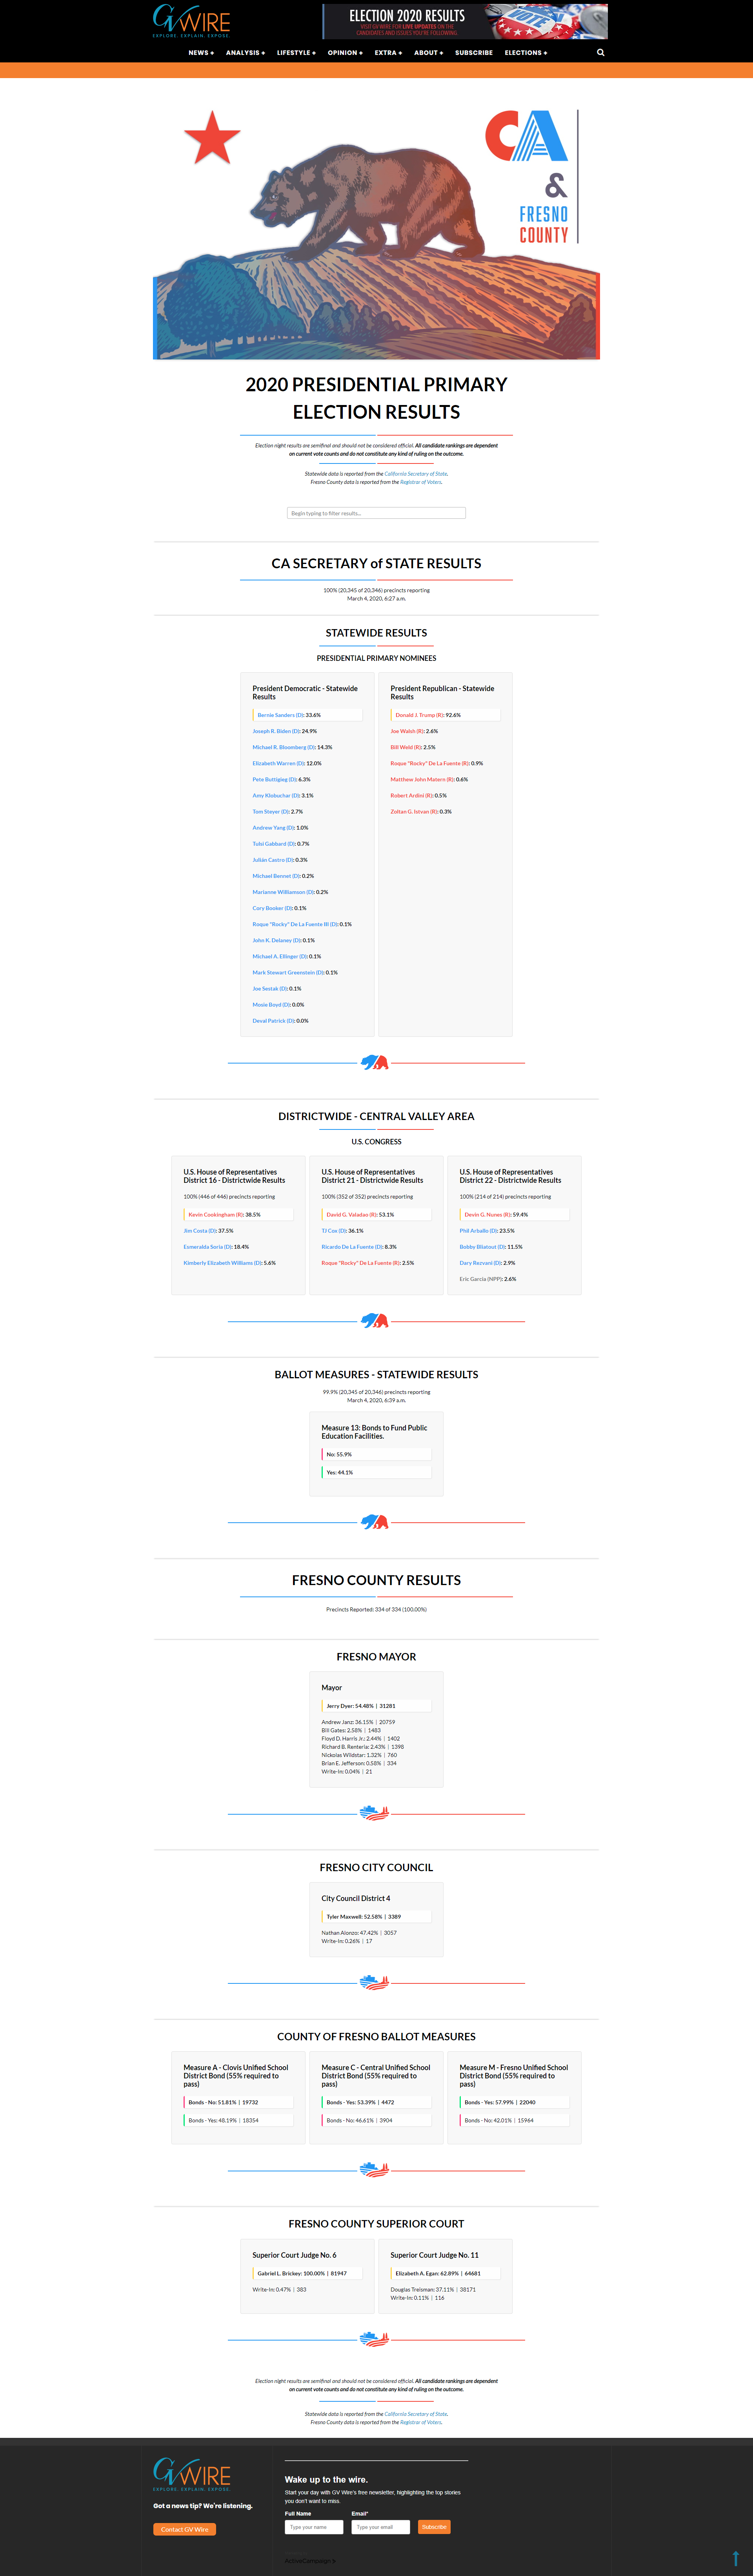 GV WIRE
EXPLORE. EXPLAIN. EXPOSE.
ELECTION 2020 RESULTS
VISIT GV WIRE FOR LIVE UPDATES ON THE
CANDIDATES AND ISSUES YOU'RE FOLLOWING.
VOTE
NEWS + ANALYSIS + LIFESTYLE + OPINION + EXTRA + ABOUT + SUBSCRIBE ELECTIONS +
CA
&
FRESNO
COUNTY
2020 PRESIDENTIAL PRIMARY
ELECTION RESULTS
Election night results are semifinal and should not be considered official. All candidate rankings are dependent
on current vote counts and do not constitute any kind of ruling on the outcome.
Statewide data is reported from the California Secretary of State.
Fresno County data is reported from the Registrar of Voters.
Begin typing to filter results...
CA SECRETARY of STATE RESULTS
100% (20,345 of 20,346) precincts reporting
March 4, 2020, 6:27 a.m.
STATEWIDE RESULTS
PRESIDENTIAL PRIMARY NOMINEES
President Democratic - Statewide
Results
Bernie Sanders (D): 33.6%
Joseph R. Biden (D): 24.9%
Michael R. Bloomberg (D): 14.3%
Elizabeth Warren (D): 12.0%
Pete Buttigieg (D): 6.3%
Amy Klobuchar (D): 3.1%
Tom Steyer (D): 2.7%
Andrew Yang (D): 1.0%
Tulsi Gabbard (D): 0.7%
Julián Castro (D): 0.3%
Michael Bennet (D): 0.2%
Marianne Williamson (D): 0.2%
Cory Booker (D): 0.1%
Roque "Rocky" De La Fuente III (D): 0.1%
John K. Delaney (D): 0.1%
Michael A. Ellinger (D): 0.1%
Mark Stewart Greenstein (D): 0.1%
Joe Sestak (D): 0.1%
Mosie Boyd (D): 0.0%
Deval Patrick (D): 0.0%
President Republican - Statewide
Results
Donald J. Trump (R): 92.6%
Joe Walsh (R): 2.6%
Bill Weld (R): 2.5%
Roque "Rocky" De La Fuente (R): 0.9%
Matthew John Matern (R): 0.6%
Robert Ardini (R): 0.5%
Zoltan G. Istvan (R): 0.3%
DISTRICTWIDE - CENTRAL VALLEY AREA
U.S. CONGRESS
U.S. House of Representatives
District 16 - Districtwide Results
100% (446 of 446) precincts reporting
Kevin Cookingham (R): 38.5%
Jim Costa (D): 37.5%
Esmeralda Soria (D): 18.4%
Kimberly Elizabeth Williams (D): 5.6%
U.S. House of Representatives
District 21 - Districtwide Results
100% (352 of 352) precincts reporting
David G. Valadao (R): 53.1%
TJ Cox (D): 36.1%
Ricardo De La Fuente (D): 8.3%
Roque "Rocky" De La Fuente (R): 2.5%
U.S. House of Representatives
District 22 - Districtwide Results
100% (214 of 214) precincts reporting
Devin G. Nunes (R): 59.4%
Phil Arballo (D): 23.5%
Bobby Bliatout (D): 11.5%
Dary Rezvani (D): 2.9%
Eric Garcia (NPP): 2.6%
BALLOT MEASURES - STATEWIDE RESULTS
99.9% (20,345 of 20,346) precincts reporting
March 4, 2020, 6:39 a.m.
Measure 13: Bonds to Fund Public
Education Facilities.
No: 55.9%
Yes: 44.1%
FRESNO COUNTY RESULTS
Precincts Reported: 334 of 334 (100.00%)
FRESNO MAYOR
Mayor
Jerry Dyer: 54.48% | 31281
Andrew Janz: 36.15% | 20759
Bill Gates: 2.58% | 1483
Floyd D. Harris Jr.: 2.44% | 1402
Richard B. Renteria: 2.43% | 1398
Nickolas Wildstar: 1.32% | 760
Brian E. Jefferson: 0.58% | 334
Write-In: 0.04% | 21
FRESNO CITY COUNCIL
City Council District 4
Tyler Maxwell: 52.58% | 3389
Nathan Alonzo: 47.42% | 3057
Write-In: 0.26% | 17
COUNTY OF FRESNO BALLOT MEASURES
Measure A - Clovis Unified School
District Bond (55% required to
pass)
Bonds - No: 51.81% | 19732
Bonds - Yes: 48.19% | 18354
Measure C - Central Unified School
District Bond (55% required to
pass)
Bonds - Yes: 53.39% | 4472
Bonds - No: 46.61% | 3904
Measure M - Fresno Unified School
District Bond (55% required to
pass)
Bonds - Yes: 57.99% | 22040
Bonds - No: 42.01% | 15964
FRESNO COUNTY SUPERIOR COURT
Superior Court Judge No. 6
Gabriel L. Brickey: 100.00% | 81947
Write-In: 0.47% | 383
Superior Court Judge No. 11
Elizabeth A. Egan: 62.89% | 64681
Douglas Treisman: 37.11% | 38171
Write-In: 0.11% | 116
Election night results are semifinal and should not be considered official. All candidate rankings are dependent
on current vote counts and do not constitute any kind of ruling on the outcome.
Statewide data is reported from the California Secretary of State.
Fresno County data is reported from the Registrar of Voters.
GV WIRE
EXPLORE. EXPLAIN. EXPOSE.
Got a news tip? We're listening.
Contact GV Wire
Wake up to the wire.
Start your day with GV Wire's free newsletter, highlighting the top stories
you don't want to miss.
Full Name
Email*
Type your name
Type your email
Subscribe
ActiveCampaign >